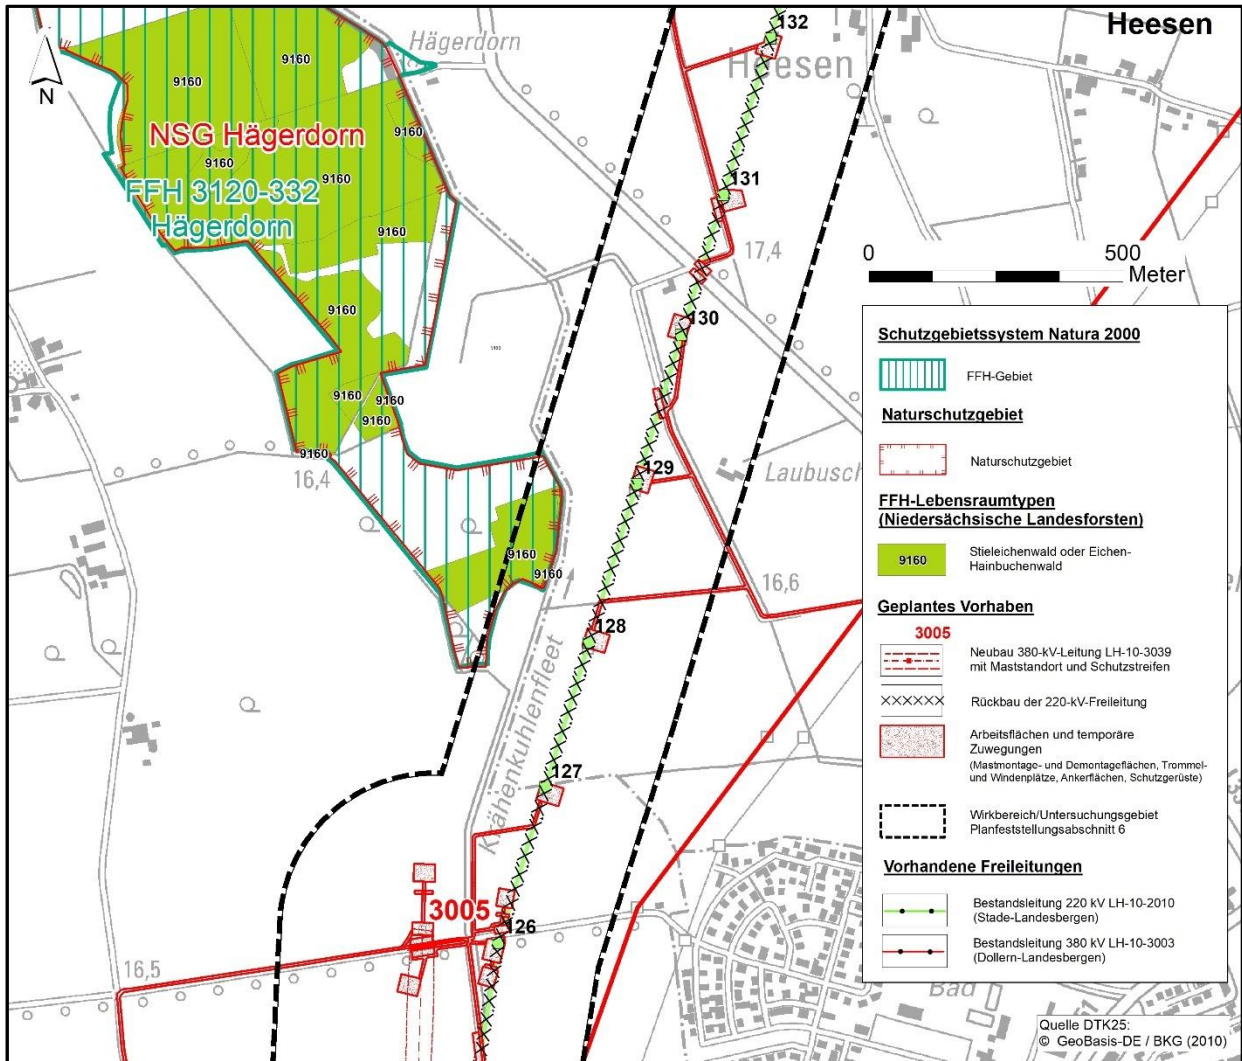 132
Heesen
Hägerdorn
Heesen
N
9160
9160
9160
NSG Hägerdorn
9160
9160
FFH 3120-332
Hägerdorn
9160
131
17,4
0 500
Meter
9160
130
9160
9160
9160
9160
16,4
129
Laubusch
9160
9160
16,6
128
Krähenkuhlenfleet
127
3005
126
16,5
Bad
Schutzgebietssystem Natura 2000
FFH-Gebiet
Naturschutzgebiet
Naturschutzgebiet
FFH-Lebensraumtypen
(Niedersächsische Landesforsten)
9160
Stieleichenwald oder Eichen-
Hainbuchenwald
Geplantes Vorhaben
3005
Neubau 380-kV-Leitung LH-10-3039
mit Maststandort und Schutzstreifen
Rückbau der 220-kV-Freileitung
Arbeitsflächen und temporäre
Zuwegungen
(Mastmontage- und Demontageflächen, Trommel-
und Windenplätze, Ankerflächen, Schutzgerüste)
Wirkbereich/Untersuchungsgebiet
Planfeststellungsabschnitt 6
Vorhandene Freileitungen
Bestandsleitung 220 kV LH-10-2010
(Stade-Landesbergen)
Bestandsleitung 380 kV LH-10-3003
(Dollern-Landesbergen)
Quelle DTK25:
© GeoBasis-DE / BKG (2010)